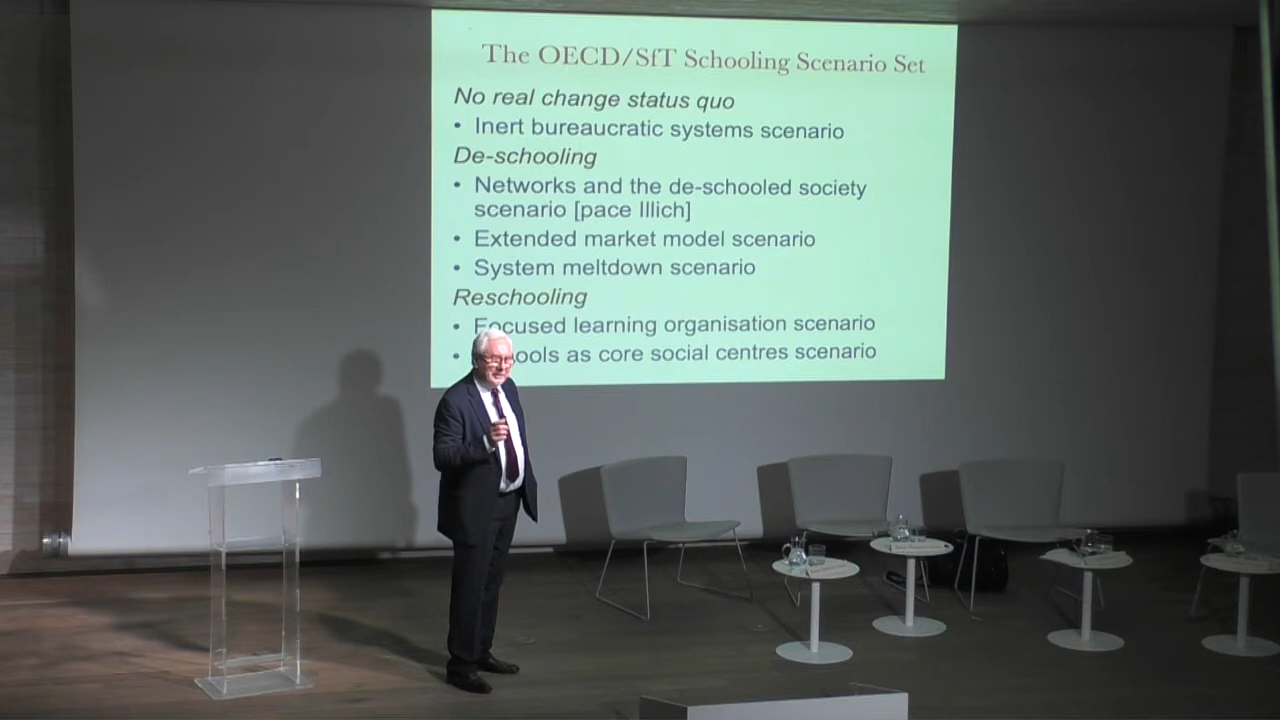 The OECD/SfT Schooling Scenario Set
No real change status quo
• Inert bureaucratic systems scenario
De-schooling
• Networks and the de-schooled society
scenario [pace Illich]
• Extended market model scenario
• System meltdown scenario
Reschooling
• Focused learning organisation scenario
• ools as core social centres scenario